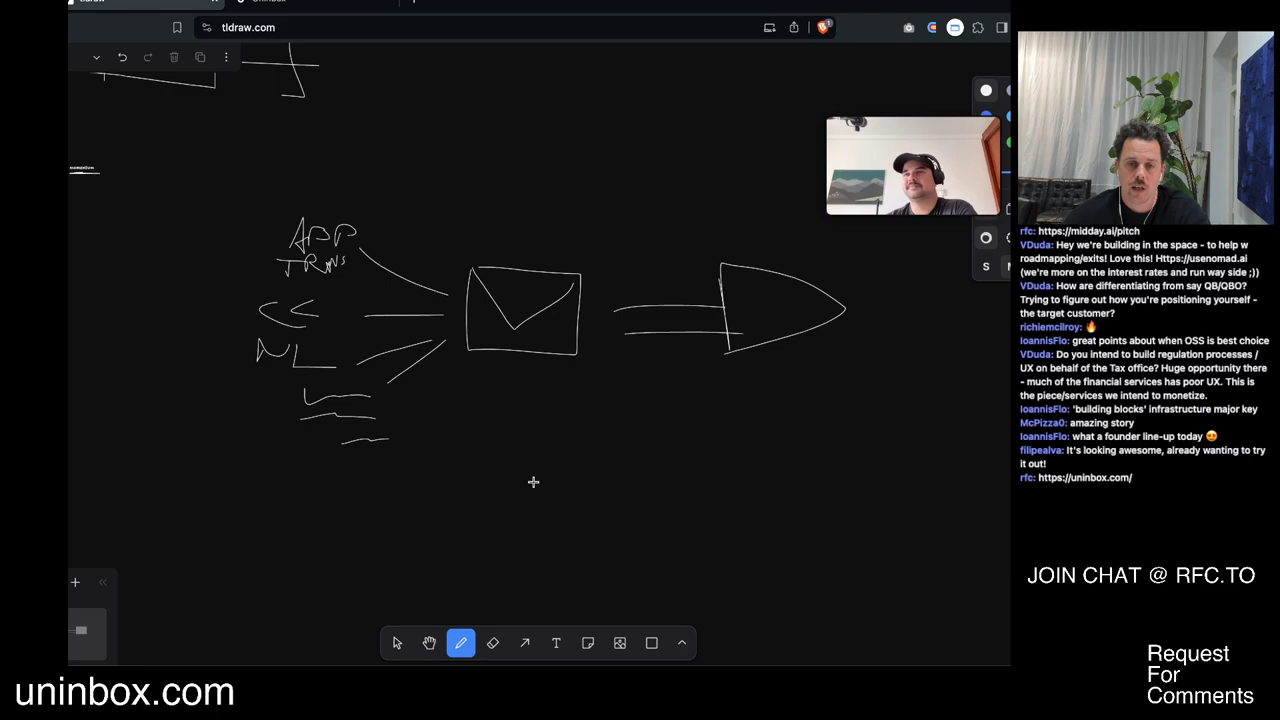 Uninbox
tldraw.com
1
momentum
APP
TRNS
CC
NL
S
rfc: https://midday.ai/pitch
VDuda: Hey we're building in the space - to help w
roadmapping/exits! Love this! Https://usenomad.ai
(we're more on the interest rates and run way side ;))
VDuda: How are differentiating from say QB/QBO?
Trying to figure out how you're positioning yourself -
the target customer?
richiemcilroy: 🔥
IoannisFlo: great points about when OSS is best choice
VDuda: Do you intend to build regulation processes /
UX on behalf of the Tax office? Huge opportunity there
- much of the financial services has poor UX. This is
the piece/services we intend to monetize.
IoannisFlo: 'building blocks' infrastructure major key
McPizza0: amazing story
IoannisFlo: what a founder line-up today 😍
filipealva: It's looking awesome, already wanting to try
it out!
rfc: https://uninbox.com/
JOIN CHAT @ RFC.TO
Request
For
Comments
uninbox.com